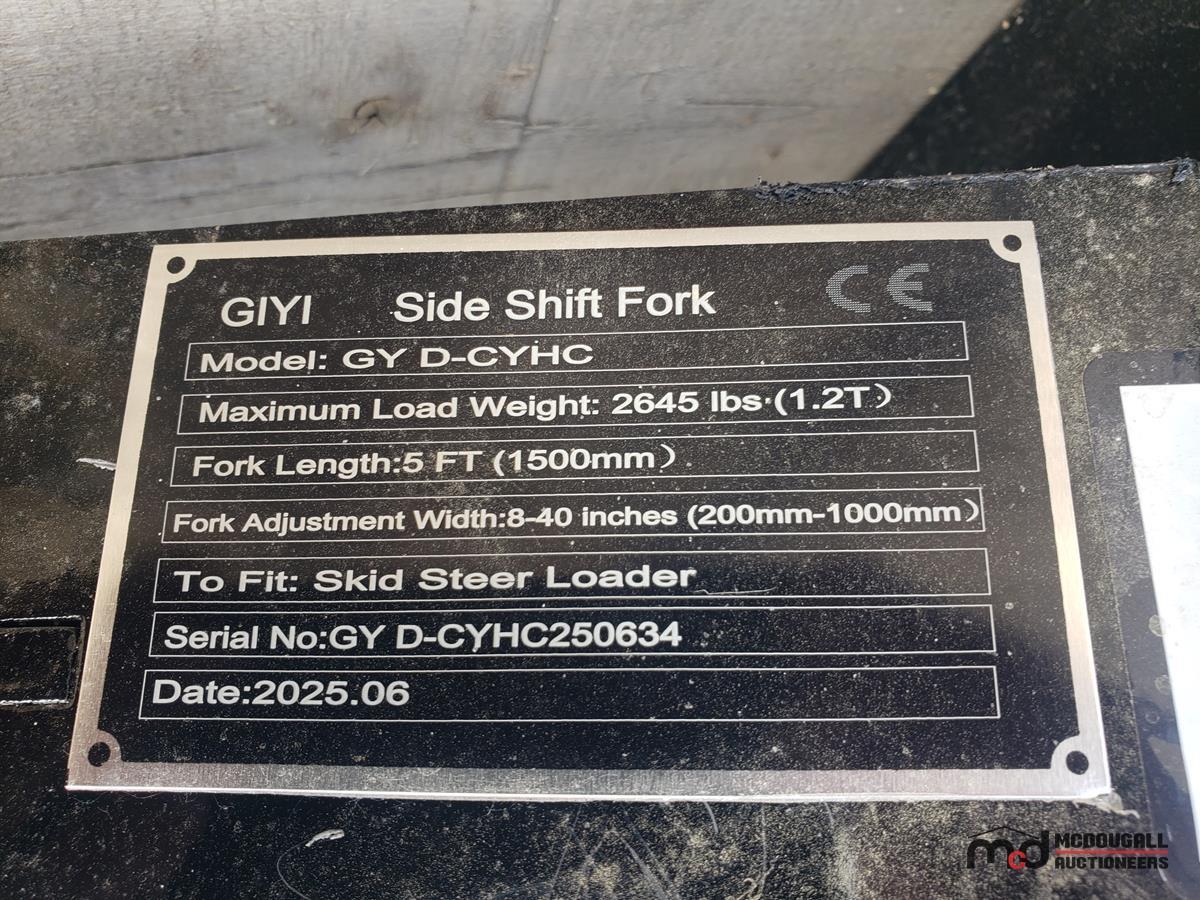 GIYI Side Shift Fork CE
Model: GY D-CYHC
Maximum Load Weight: 2645 lbs (1.2T)
Fork Length:5 FT (1500mm)
Fork Adjustment Width:8-40 inches (200mm-1000mm)
To Fit: Skid Steer Loader
Serial No:GY D-CYHC250634
Date:2025.06
mcd MCDOUGALL
AUCTIONEERS